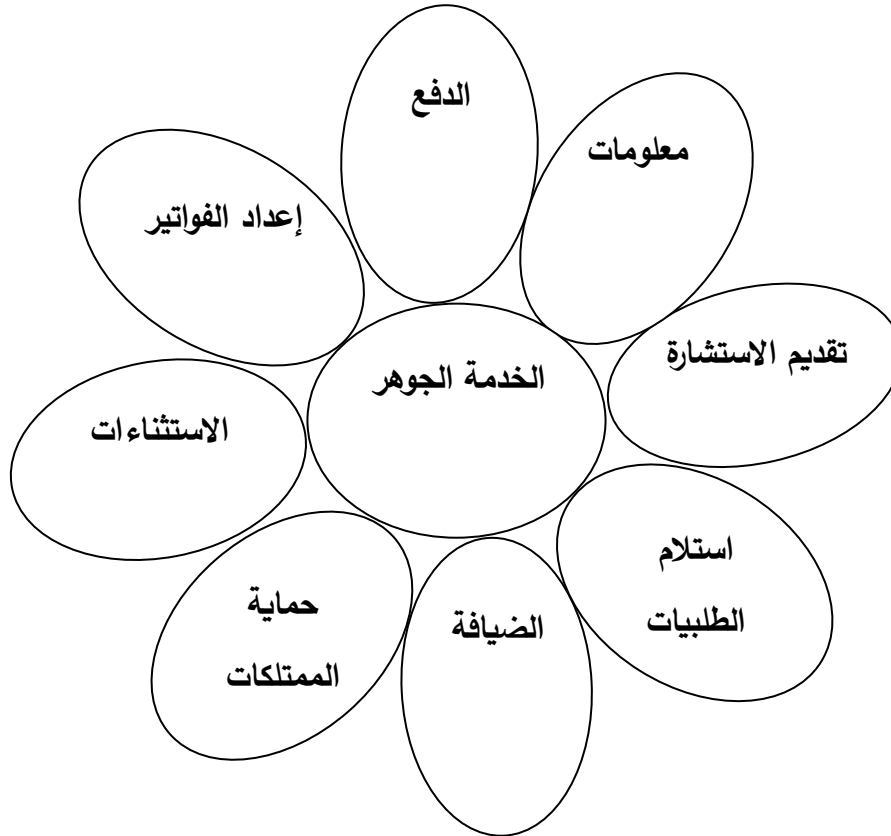 الدفع
معلومات
إعداد الفواتير
تقديم الاستشارة
الخدمة الجوهر
الاستثناءات
استلام
الطلبيات
حماية
الممتلكات
الضيافة